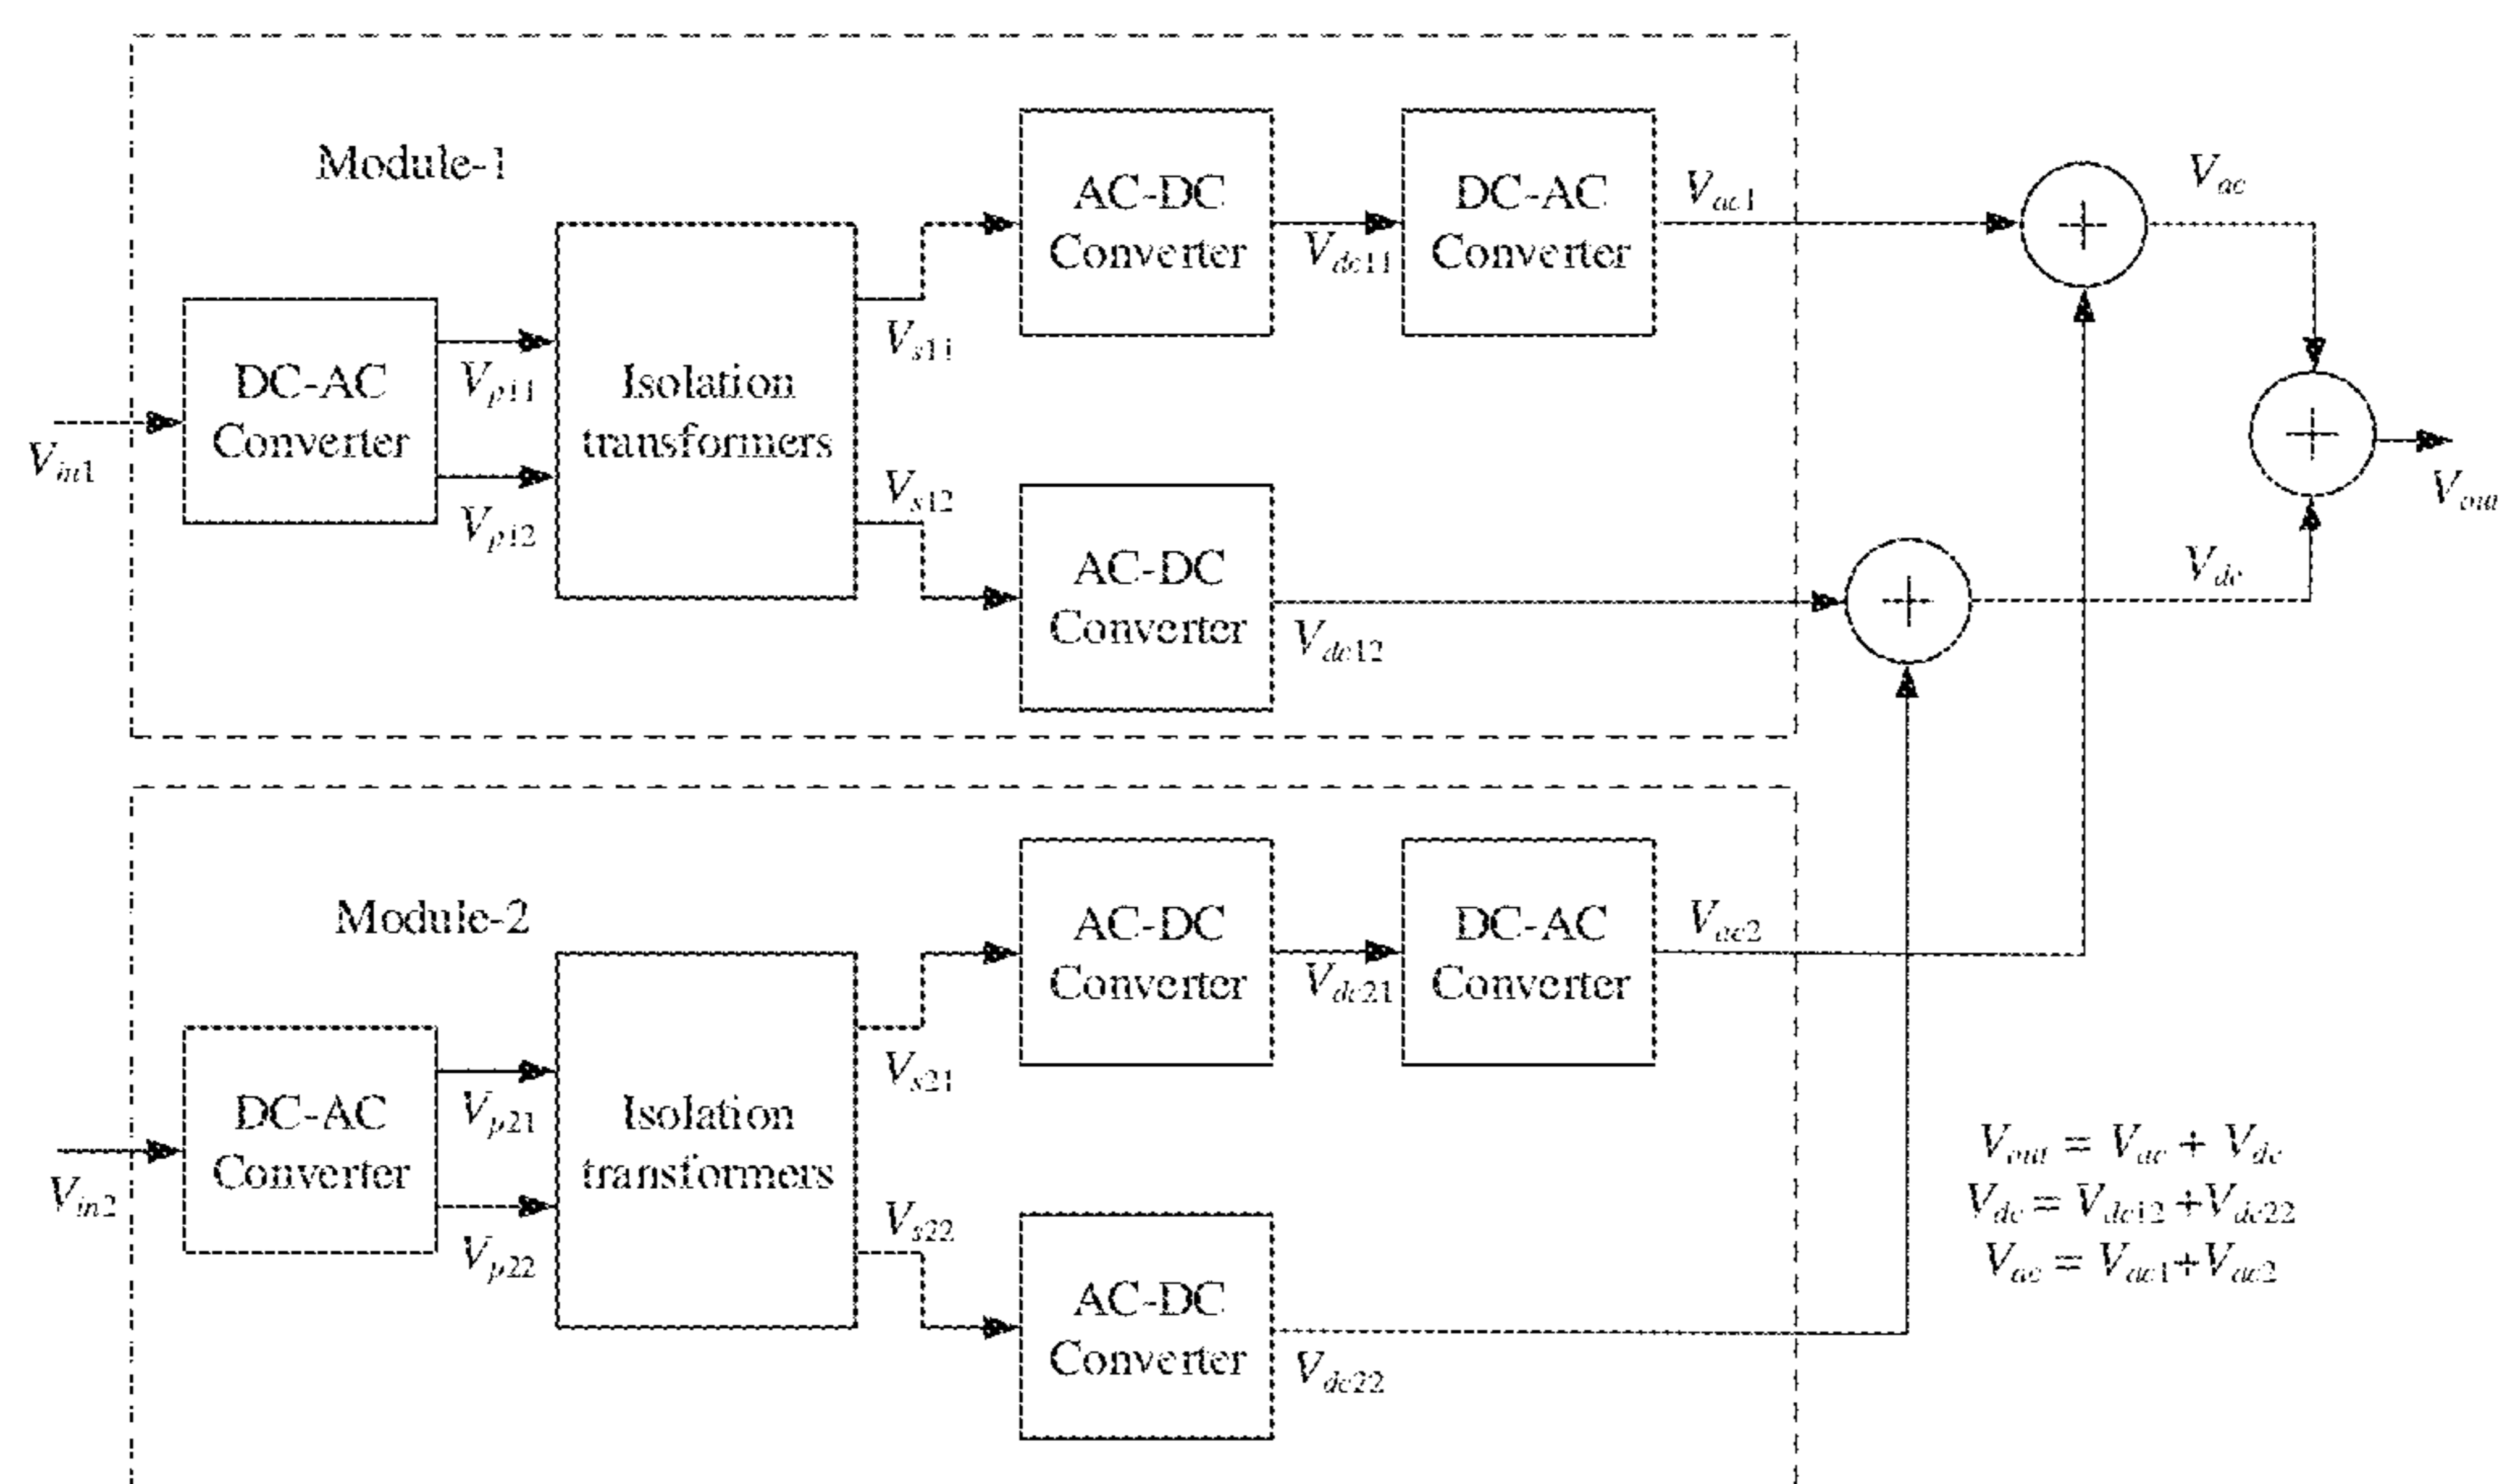 Module-1
AC-DC
Converter
DC-AC
Converter
V_ac1
V_ac
V_dc11
V_s11
DC-AC
Converter
V_p11
V_p12
Isolation
transformers
V_in1
V_s12
AC-DC
Converter
V_dc12
V_dc
V_out
Module-2
AC-DC
Converter
DC-AC
Converter
V_ac2
V_dc21
V_s21
DC-AC
Converter
V_p21
V_p22
Isolation
transformers
V_in2
V_s22
AC-DC
Converter
V_dc22
V_out = V_ac + V_dc
V_dc = V_dc12 + V_dc22
V_ac = V_ac1 + V_ac2